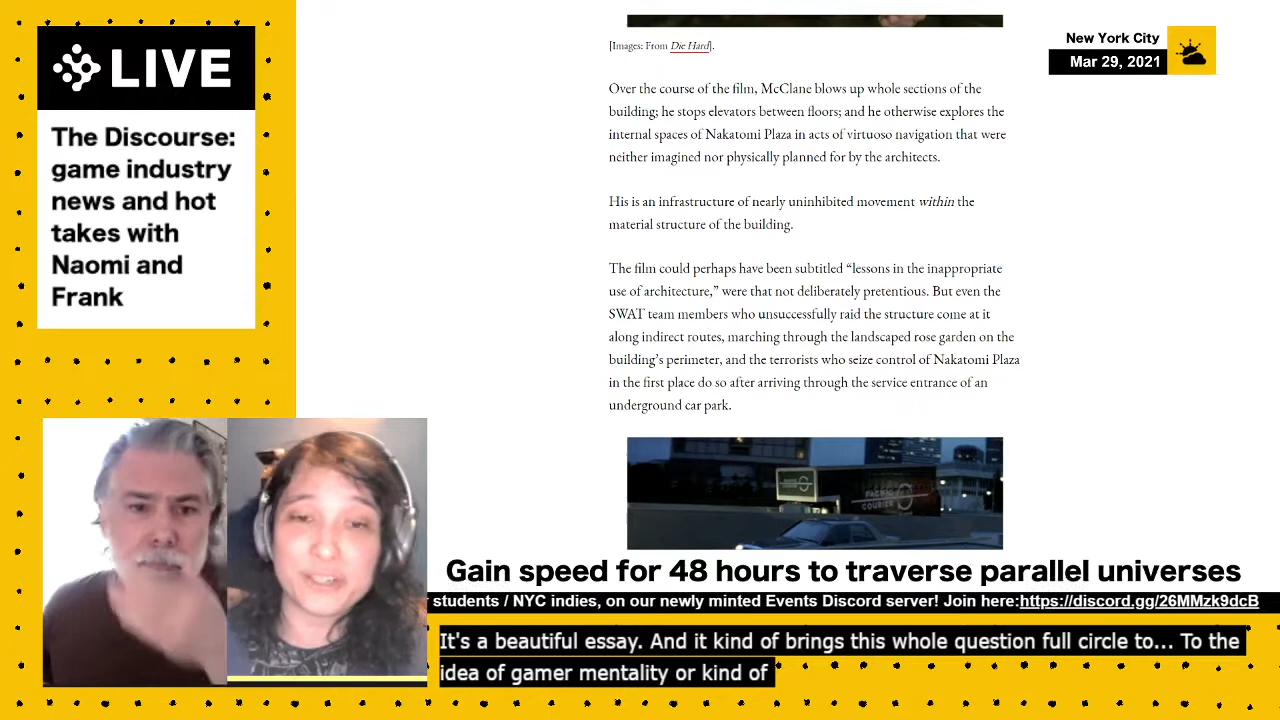 LIVE
The Discourse:
game industry
news and hot
takes with
Naomi and
Frank
New York City
Mar 29, 2021
[Images: From Die Hard].
Over the course of the film, McClane blows up whole sections of the
building; he stops elevators between floors; and he otherwise explores the
internal spaces of Nakatomi Plaza in acts of virtuoso navigation that were
neither imagined nor physically planned for by the architects.
His is an infrastructure of nearly uninhibited movement within the
material structure of the building.
The film could perhaps have been subtitled “lessons in the inappropriate
use of architecture,” were that not deliberately pretentious. But even the
SWAT team members who unsuccessfully raid the structure come at it
along indirect routes, marching through the landscaped rose garden on the
building’s perimeter, and the terrorists who seize control of Nakatomi Plaza
in the first place do so after arriving through the service entrance of an
underground car park.
PACIFIC
COURIER
Gain speed for 48 hours to traverse parallel universes
students / NYC indies, on our newly minted Events Discord server! Join here:https://discord.gg/26MMzk9dcB
It's a beautiful essay. And it kind of brings this whole question full circle to... To the
idea of gamer mentality or kind of